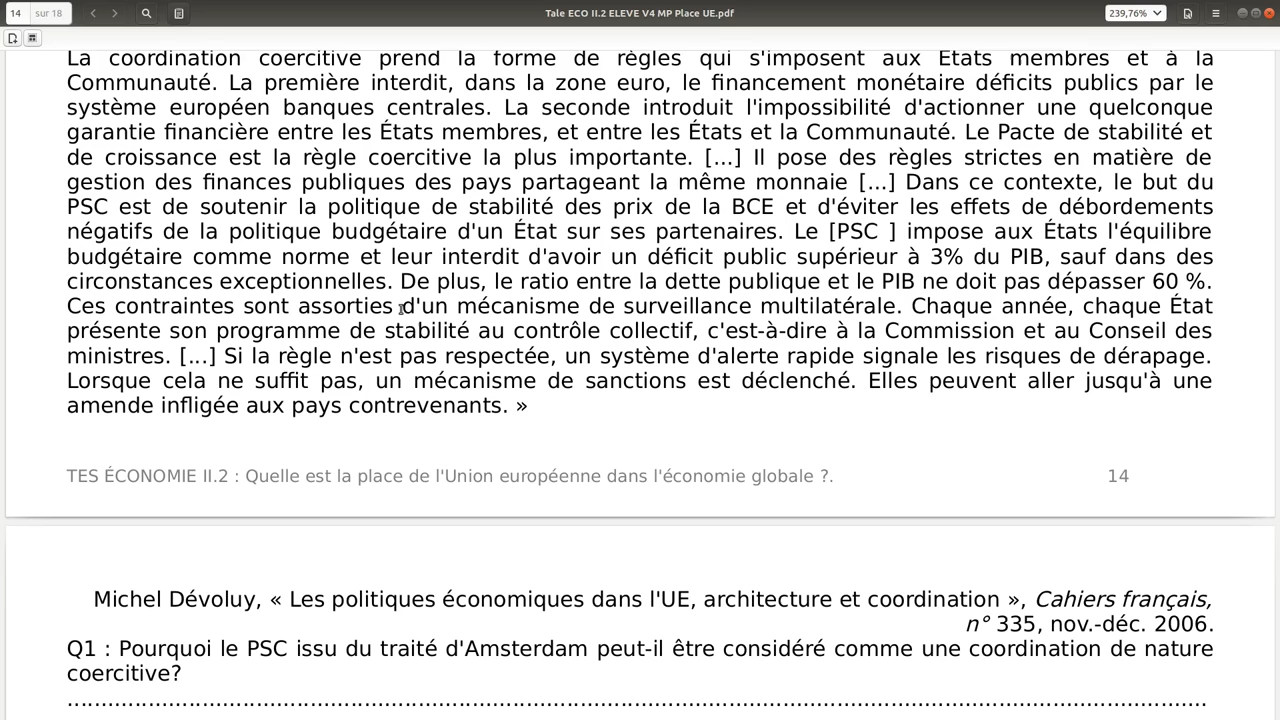 14 sur 18
Tale ECO II.2 ELEVE V4 MP Place UE.pdf
239,76%
La coordination coercitive prend la forme de règles qui s'imposent aux États membres et à la
Communauté. La première interdit, dans la zone euro, le financement monétaire déficits publics par le
système européen banques centrales. La seconde introduit l'impossibilité d'actionner une quelconque
garantie financière entre les États membres, et entre les États et la Communauté. Le Pacte de stabilité et
de croissance est la règle coercitive la plus importante. [...] Il pose des règles strictes en matière de
gestion des finances publiques des pays partageant la même monnaie [...] Dans ce contexte, le but du
PSC est de soutenir la politique de stabilité des prix de la BCE et d'éviter les effets de débordements
négatifs de la politique budgétaire d'un État sur ses partenaires. Le [PSC ] impose aux États l'équilibre
budgétaire comme norme et leur interdit d'avoir un déficit public supérieur à 3% du PIB, sauf dans des
circonstances exceptionnelles. De plus, le ratio entre la dette publique et le PIB ne doit pas dépasser 60 %.
Ces contraintes sont assorties d'un mécanisme de surveillance multilatérale. Chaque année, chaque État
présente son programme de stabilité au contrôle collectif, c'est-à-dire à la Commission et au Conseil des
ministres. [...] Si la règle n'est pas respectée, un système d'alerte rapide signale les risques de dérapage.
Lorsque cela ne suffit pas, un mécanisme de sanctions est déclenché. Elles peuvent aller jusqu'à une
amende infligée aux pays contrevenants. »
TES ÉCONOMIE II.2 : Quelle est la place de l'Union européenne dans l'économie globale ?. 14
Michel Dévoluy, « Les politiques économiques dans l'UE, architecture et coordination », Cahiers français,
n° 335, nov.-déc. 2006.
Q1 : Pourquoi le PSC issu du traité d'Amsterdam peut-il être considéré comme une coordination de nature
coercitive?
........................................................................................................................................................................